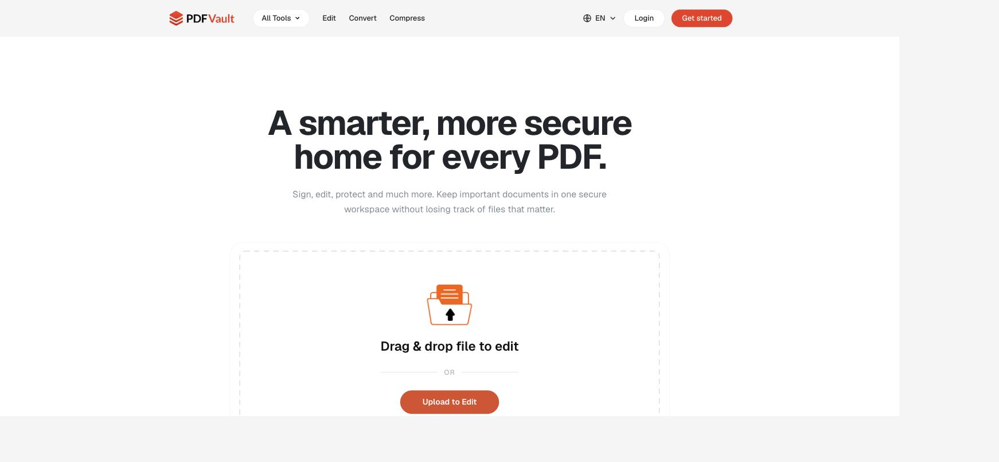 PDFVault
All Tools
Edit
Convert
Compress
EN
Login
Get started
A smarter, more secure
home for every PDF.
Sign, edit, protect and much more. Keep important documents in one secure
workspace without losing track of files that matter.
Drag & drop file to edit
OR
Upload to Edit